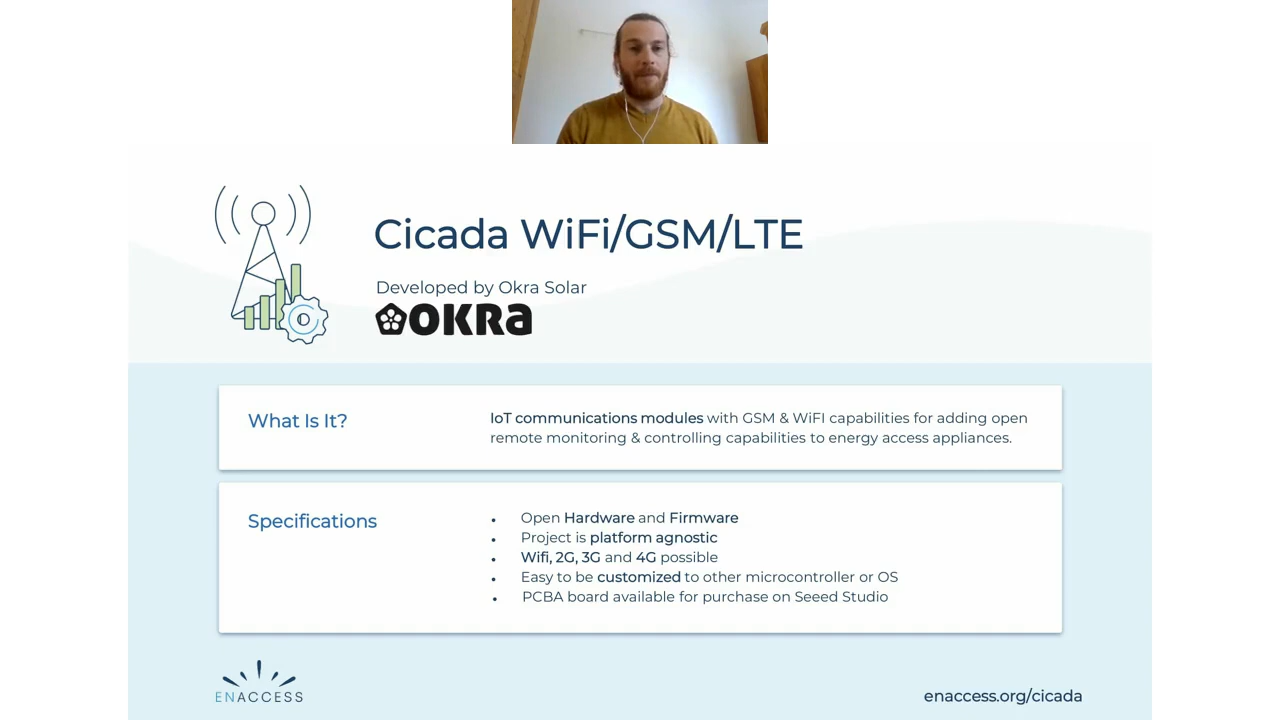 Cicada WiFi/GSM/LTE
Developed by Okra Solar
OKRa
What Is It?
IoT communications modules with GSM & WiFI capabilities for adding open
remote monitoring & controlling capabilities to energy access appliances.
Specifications
• Open Hardware and Firmware
• Project is platform agnostic
• Wifi, 2G, 3G and 4G possible
• Easy to be customized to other microcontroller or OS
• PCBA board available for purchase on Seeed Studio
ENACCESS
enaccess.org/cicada